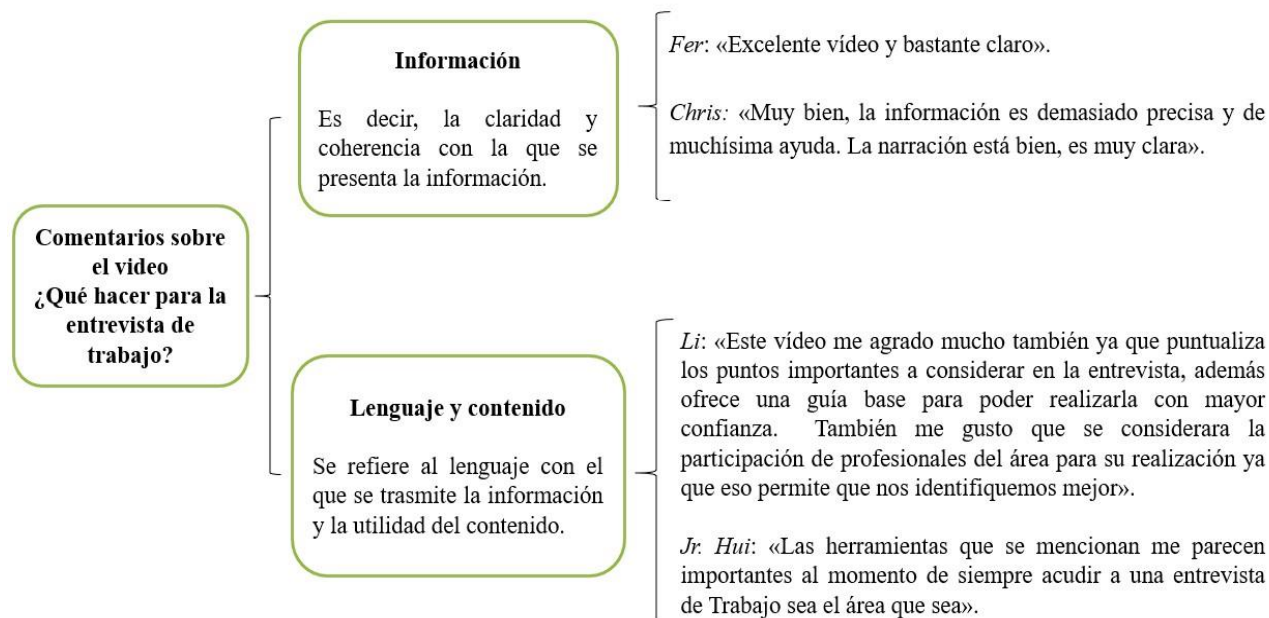 Comentarios sobre
el video
¿Qué hacer para la
entrevista de
trabajo?
Información
Es decir, la claridad y
coherencia con la que se
presenta la información.
Fer: «Excelente vídeo y bastante claro».
Chris: «Muy bien, la información es demasiado precisa y de
muchísima ayuda. La narración está bien, es muy clara».
Lenguaje y contenido
Se refiere al lenguaje con el
que se trasmite la información
y la utilidad del contenido.
Li: «Este vídeo me agrado mucho también ya que puntualiza
los puntos importantes a considerar en la entrevista, además
ofrece una guía base para poder realizarla con mayor
confianza. También me gusto que se considerara la
participación de profesionales del área para su realización ya
que eso permite que nos identifiquemos mejor».
Jr. Hui: «Las herramientas que se mencionan me parecen
importantes al momento de siempre acudir a una entrevista
de Trabajo sea el área que sea».